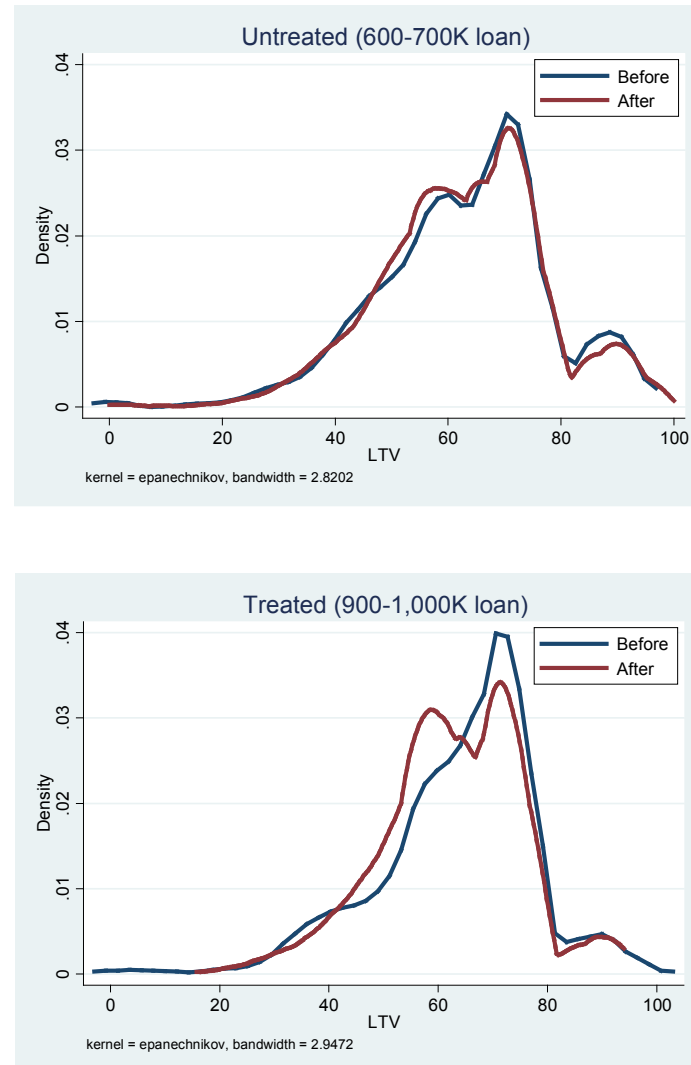 Untreated (600-700K loan)
Before
After
Density
.04
.03
.02
.01
0
0 20 40 60 80 100
LTV
kernel = epanechnikov, bandwidth = 2.8202
Treated (900-1,000K loan)
Before
After
Density
.04
.03
.02
.01
0
0 20 40 60 80 100
LTV
kernel = epanechnikov, bandwidth = 2.9472